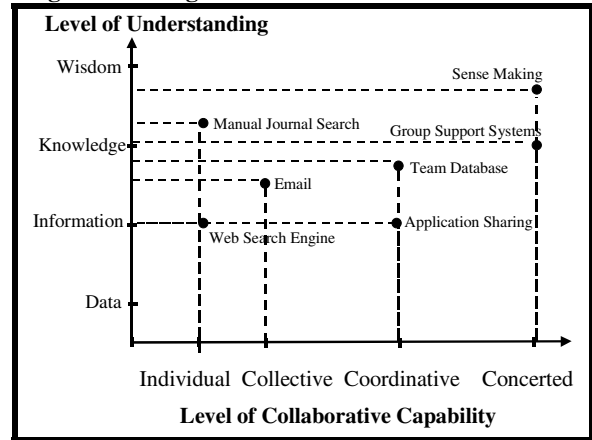 Level of Understanding
Wisdom
Sense Making
Manual Journal Search
Group Support Systems
Knowledge
Team Database
Email
Information
Application Sharing
Web Search Engine
Data
Individual Collective Coordinative Concerted
Level of Collaborative Capability